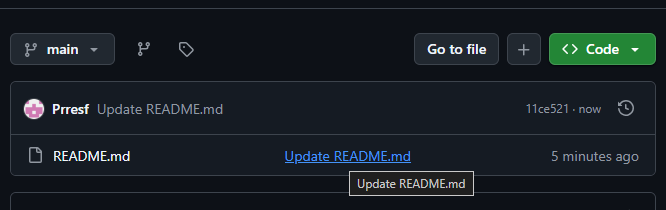 main Go to file Code
Prresf Update README.md 11ce521 · now
README.md Update README.md 5 minutes ago
Update README.md